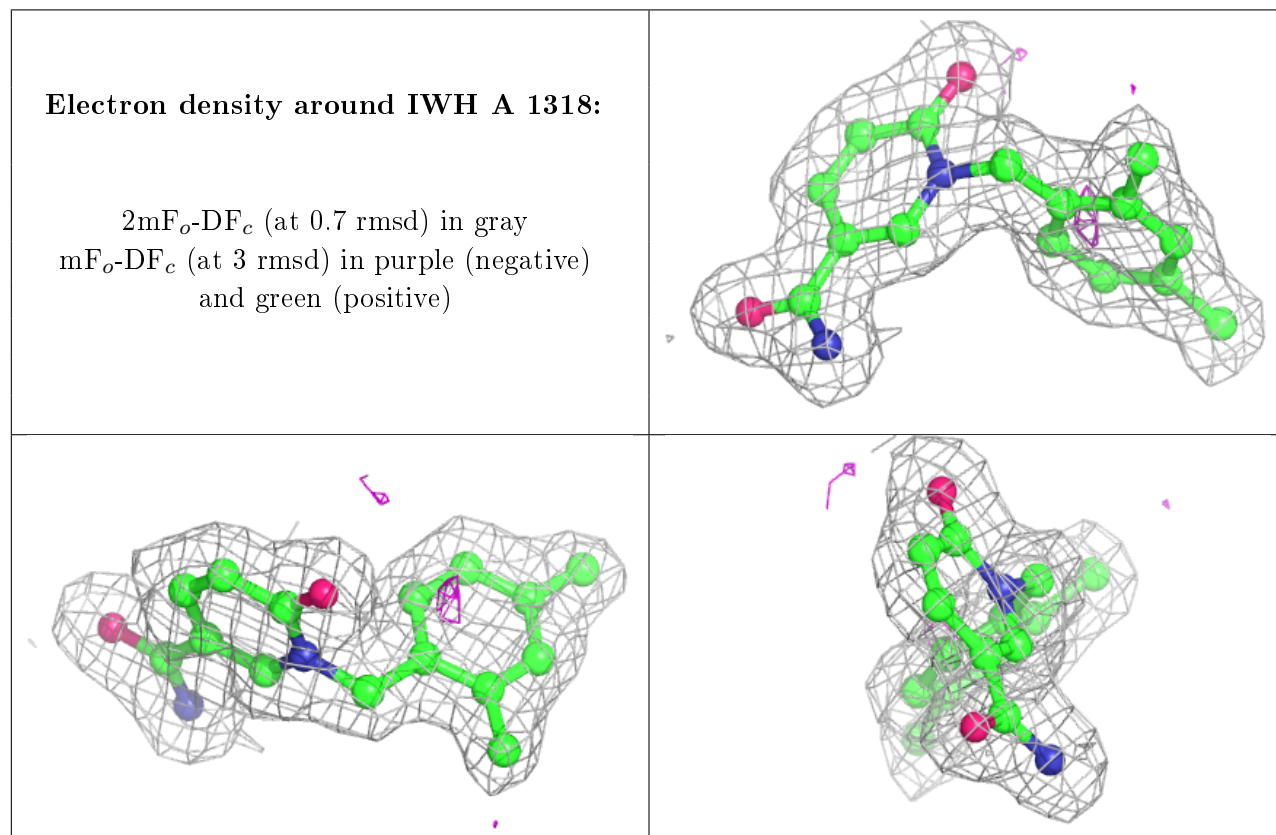 Electron density around IWH A 1318:
2mFₒ-DF𝒸 (at 0.7 rmsd) in gray
mFₒ-DF𝒸 (at 3 rmsd) in purple (negative)
and green (positive)